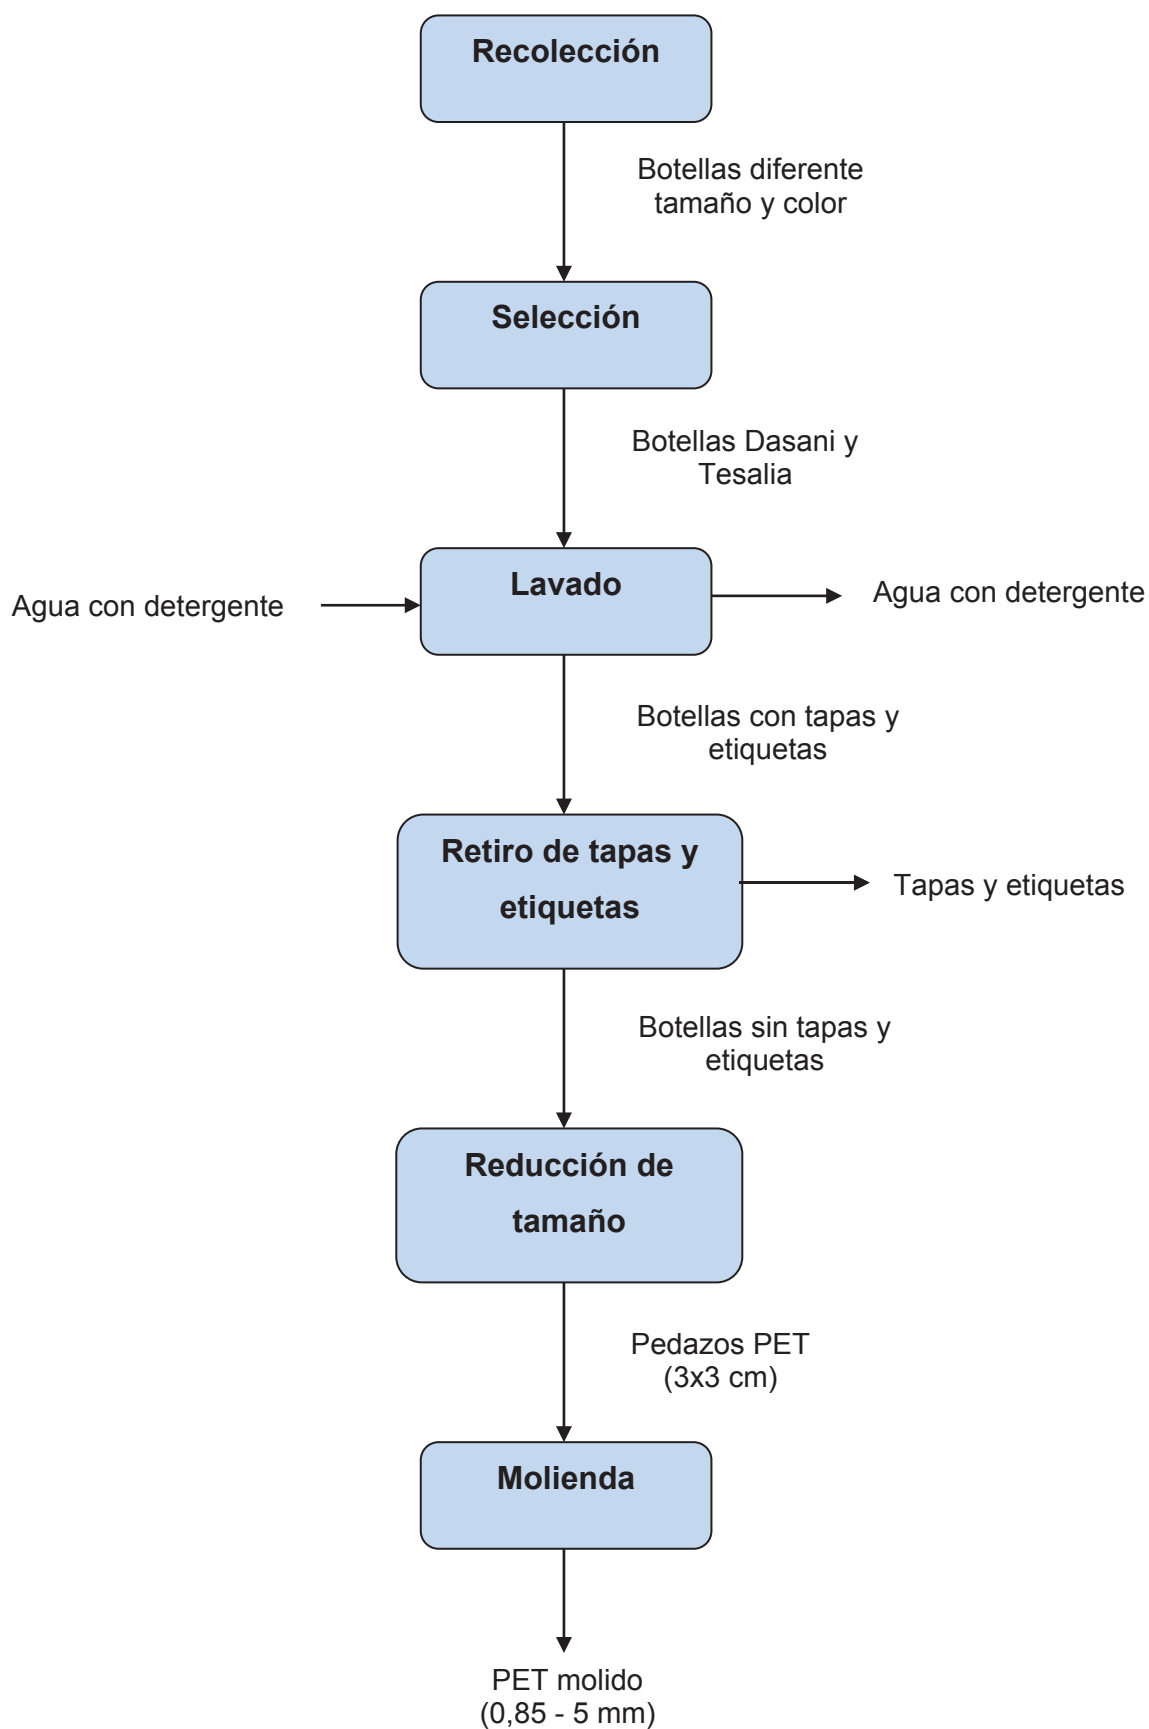 Recolección
Botellas diferente
tamaño y color
Selección
Botellas Dasani y
Tesalia
Lavado
Agua con detergente
Agua con detergente
Botellas con tapas y
etiquetas
Retiro de tapas y
etiquetas
Tapas y etiquetas
Botellas sin tapas y
etiquetas
Reducción de
tamaño
Pedazos PET
(3x3 cm)
Molienda
PET molido
(0,85 - 5 mm)